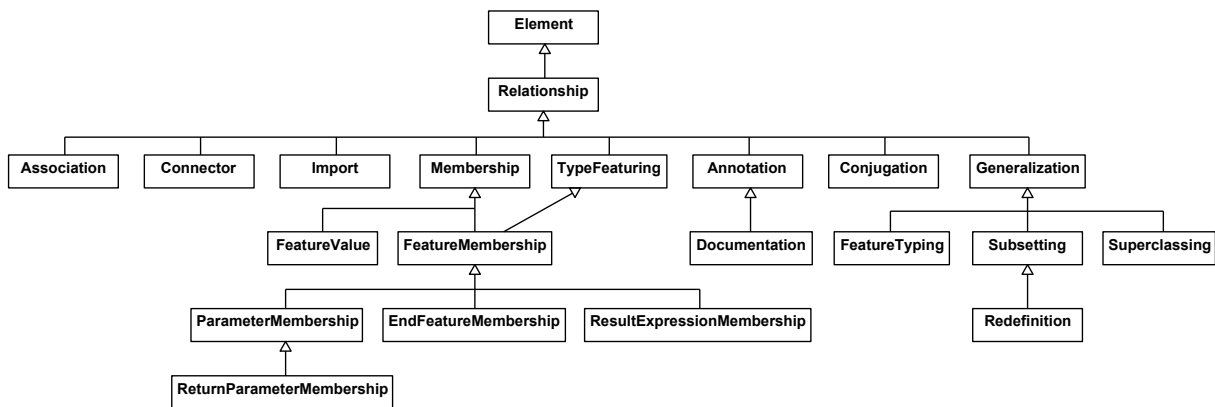 Element
Relationship
Association
Connector
Import
Membership
TypeFeaturing
Annotation
Conjugation
Generalization
FeatureValue
FeatureMembership
Documentation
FeatureTyping
Subsetting
Superclassing
ParameterMembership
EndFeatureMembership
ResultExpressionMembership
Redefinition
ReturnParameterMembership